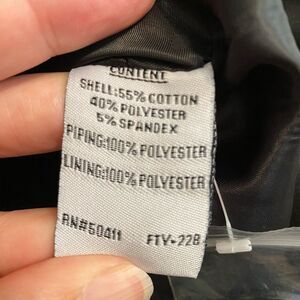 CONTENT
SHELL:55% COTTON
40% POLYESTER
5% SPANDEX
PIPING:100% POLYESTER
LINING:100% POLYESTER
RN#50411 FTV-228